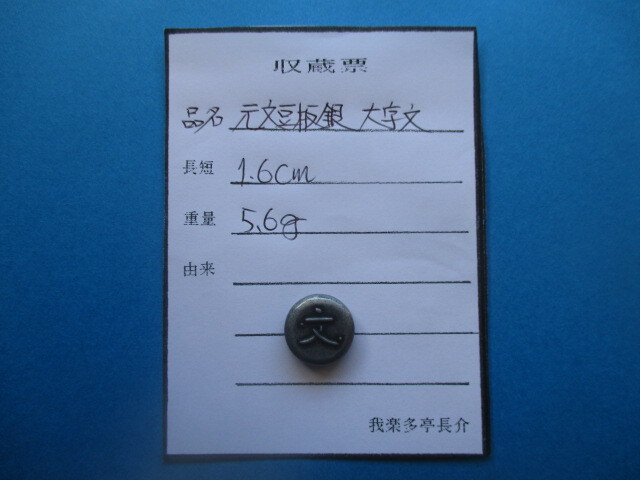 収蔵票
品名 元文豆板銀 大字文
長短 1.6cm
重量 5.6g
由来
文
我楽多亭長介